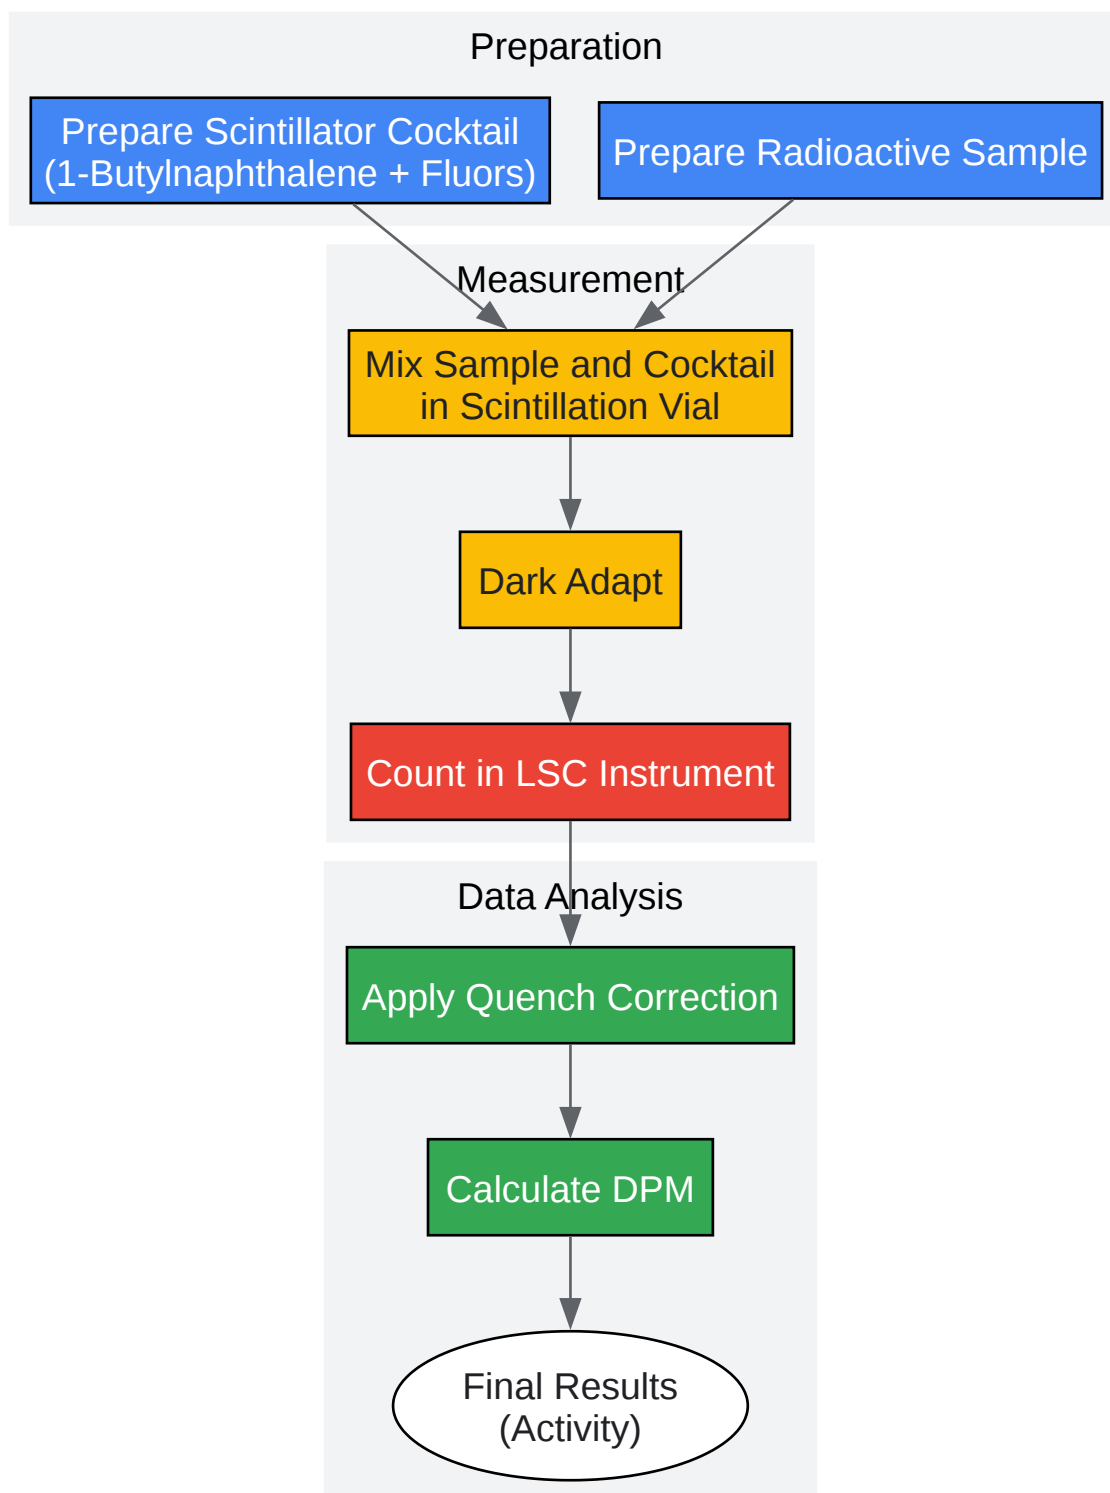 Preparation
Prepare Scintillator Cocktail
(1-Butylnaphthalene + Fluors)
Prepare Radioactive Sample
Measurement
Mix Sample and Cocktail
in Scintillation Vial
Dark Adapt
Count in LSC Instrument
Data Analysis
Apply Quench Correction
Calculate DPM
Final Results
(Activity)